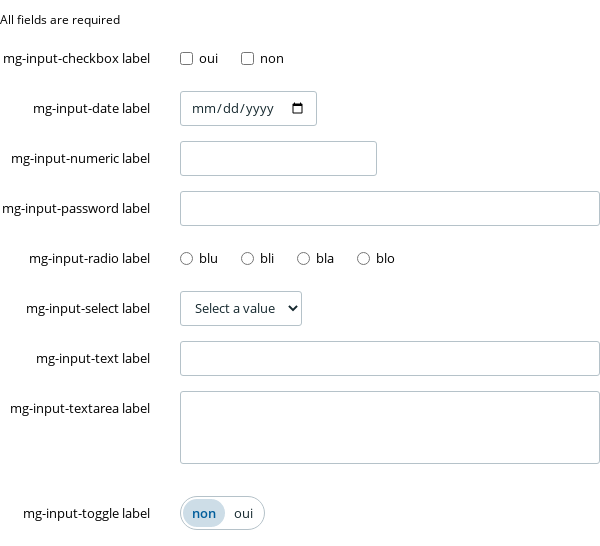 All fields are required
mg-input-checkbox label oui non
mg-input-date label mm/dd/yyyy
mg-input-numeric label
mg-input-password label
mg-input-radio label blu bli bla blo
mg-input-select label Select a value
mg-input-text label
mg-input-textarea label
mg-input-toggle label non oui